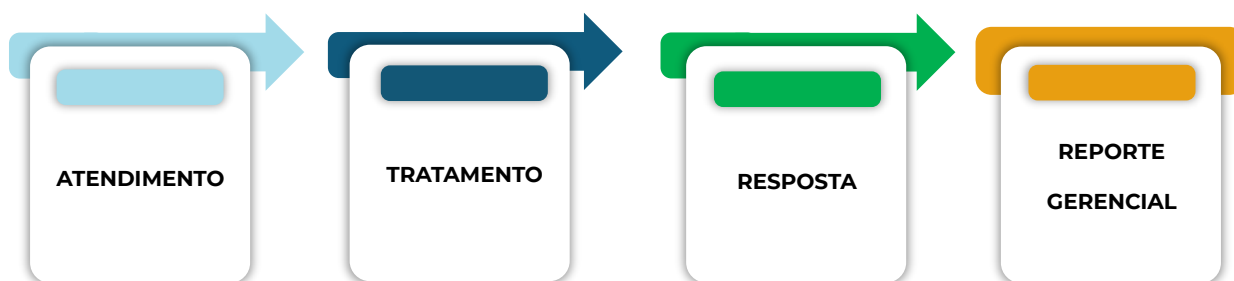 ATENDIMENTO
TRATAMENTO
RESPOSTA
REPORTE
GERENCIAL